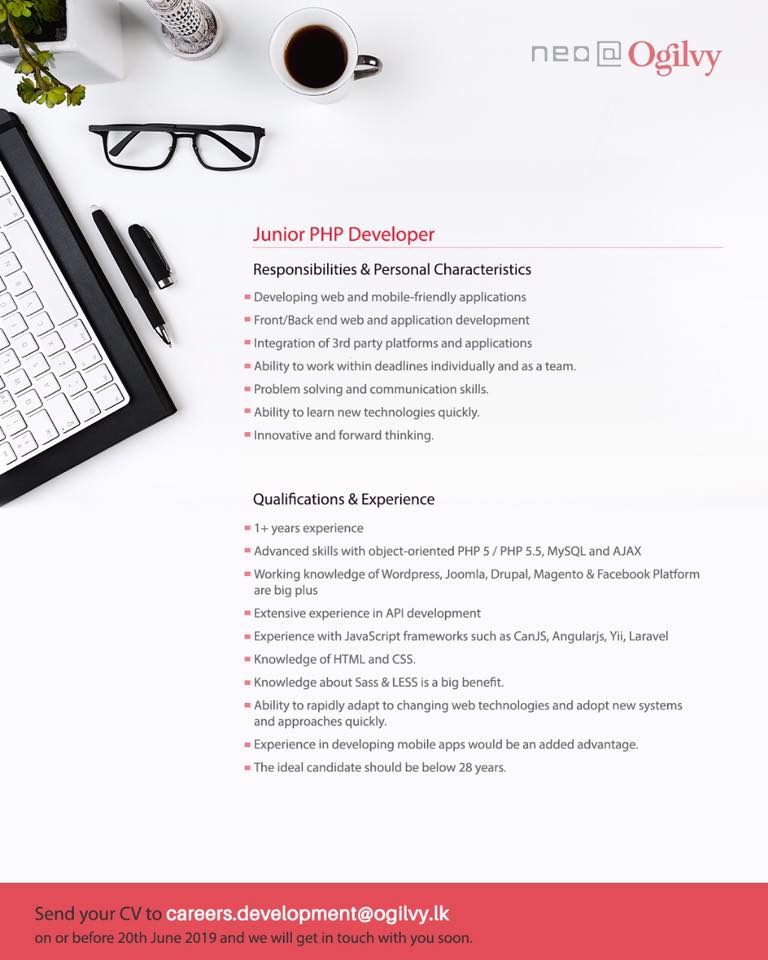 neo@Ogilvy
Junior PHP Developer
Responsibilities & Personal Characteristics
Developing web and mobile-friendly applications
Front/Back end web and application development
Integration of 3rd party platforms and applications
Ability to work within deadlines individually and as a team.
Problem solving and communication skills.
Ability to learn new technologies quickly.
Innovative and forward thinking.
Qualifications & Experience
1+ years experience
Advanced skills with object-oriented PHP 5 / PHP 5.5, MySQL and AJAX
Working knowledge of Wordpress, Joomla, Drupal, Magento & Facebook Platform
are big plus
Extensive experience in API development
Experience with JavaScript frameworks such as CanJS, Angularjs, Yii, Laravel
Knowledge of HTML and CSS.
Knowledge about Sass & LESS is a big benefit.
Ability to rapidly adapt to changing web technologies and adopt new systems
and approaches quickly.
Experience in developing mobile apps would be an added advantage.
The ideal candidate should be below 28 years.
Send your CV to careers.development@ogilvy.lk
on or before 20th June 2019 and we will get in touch with you soon.